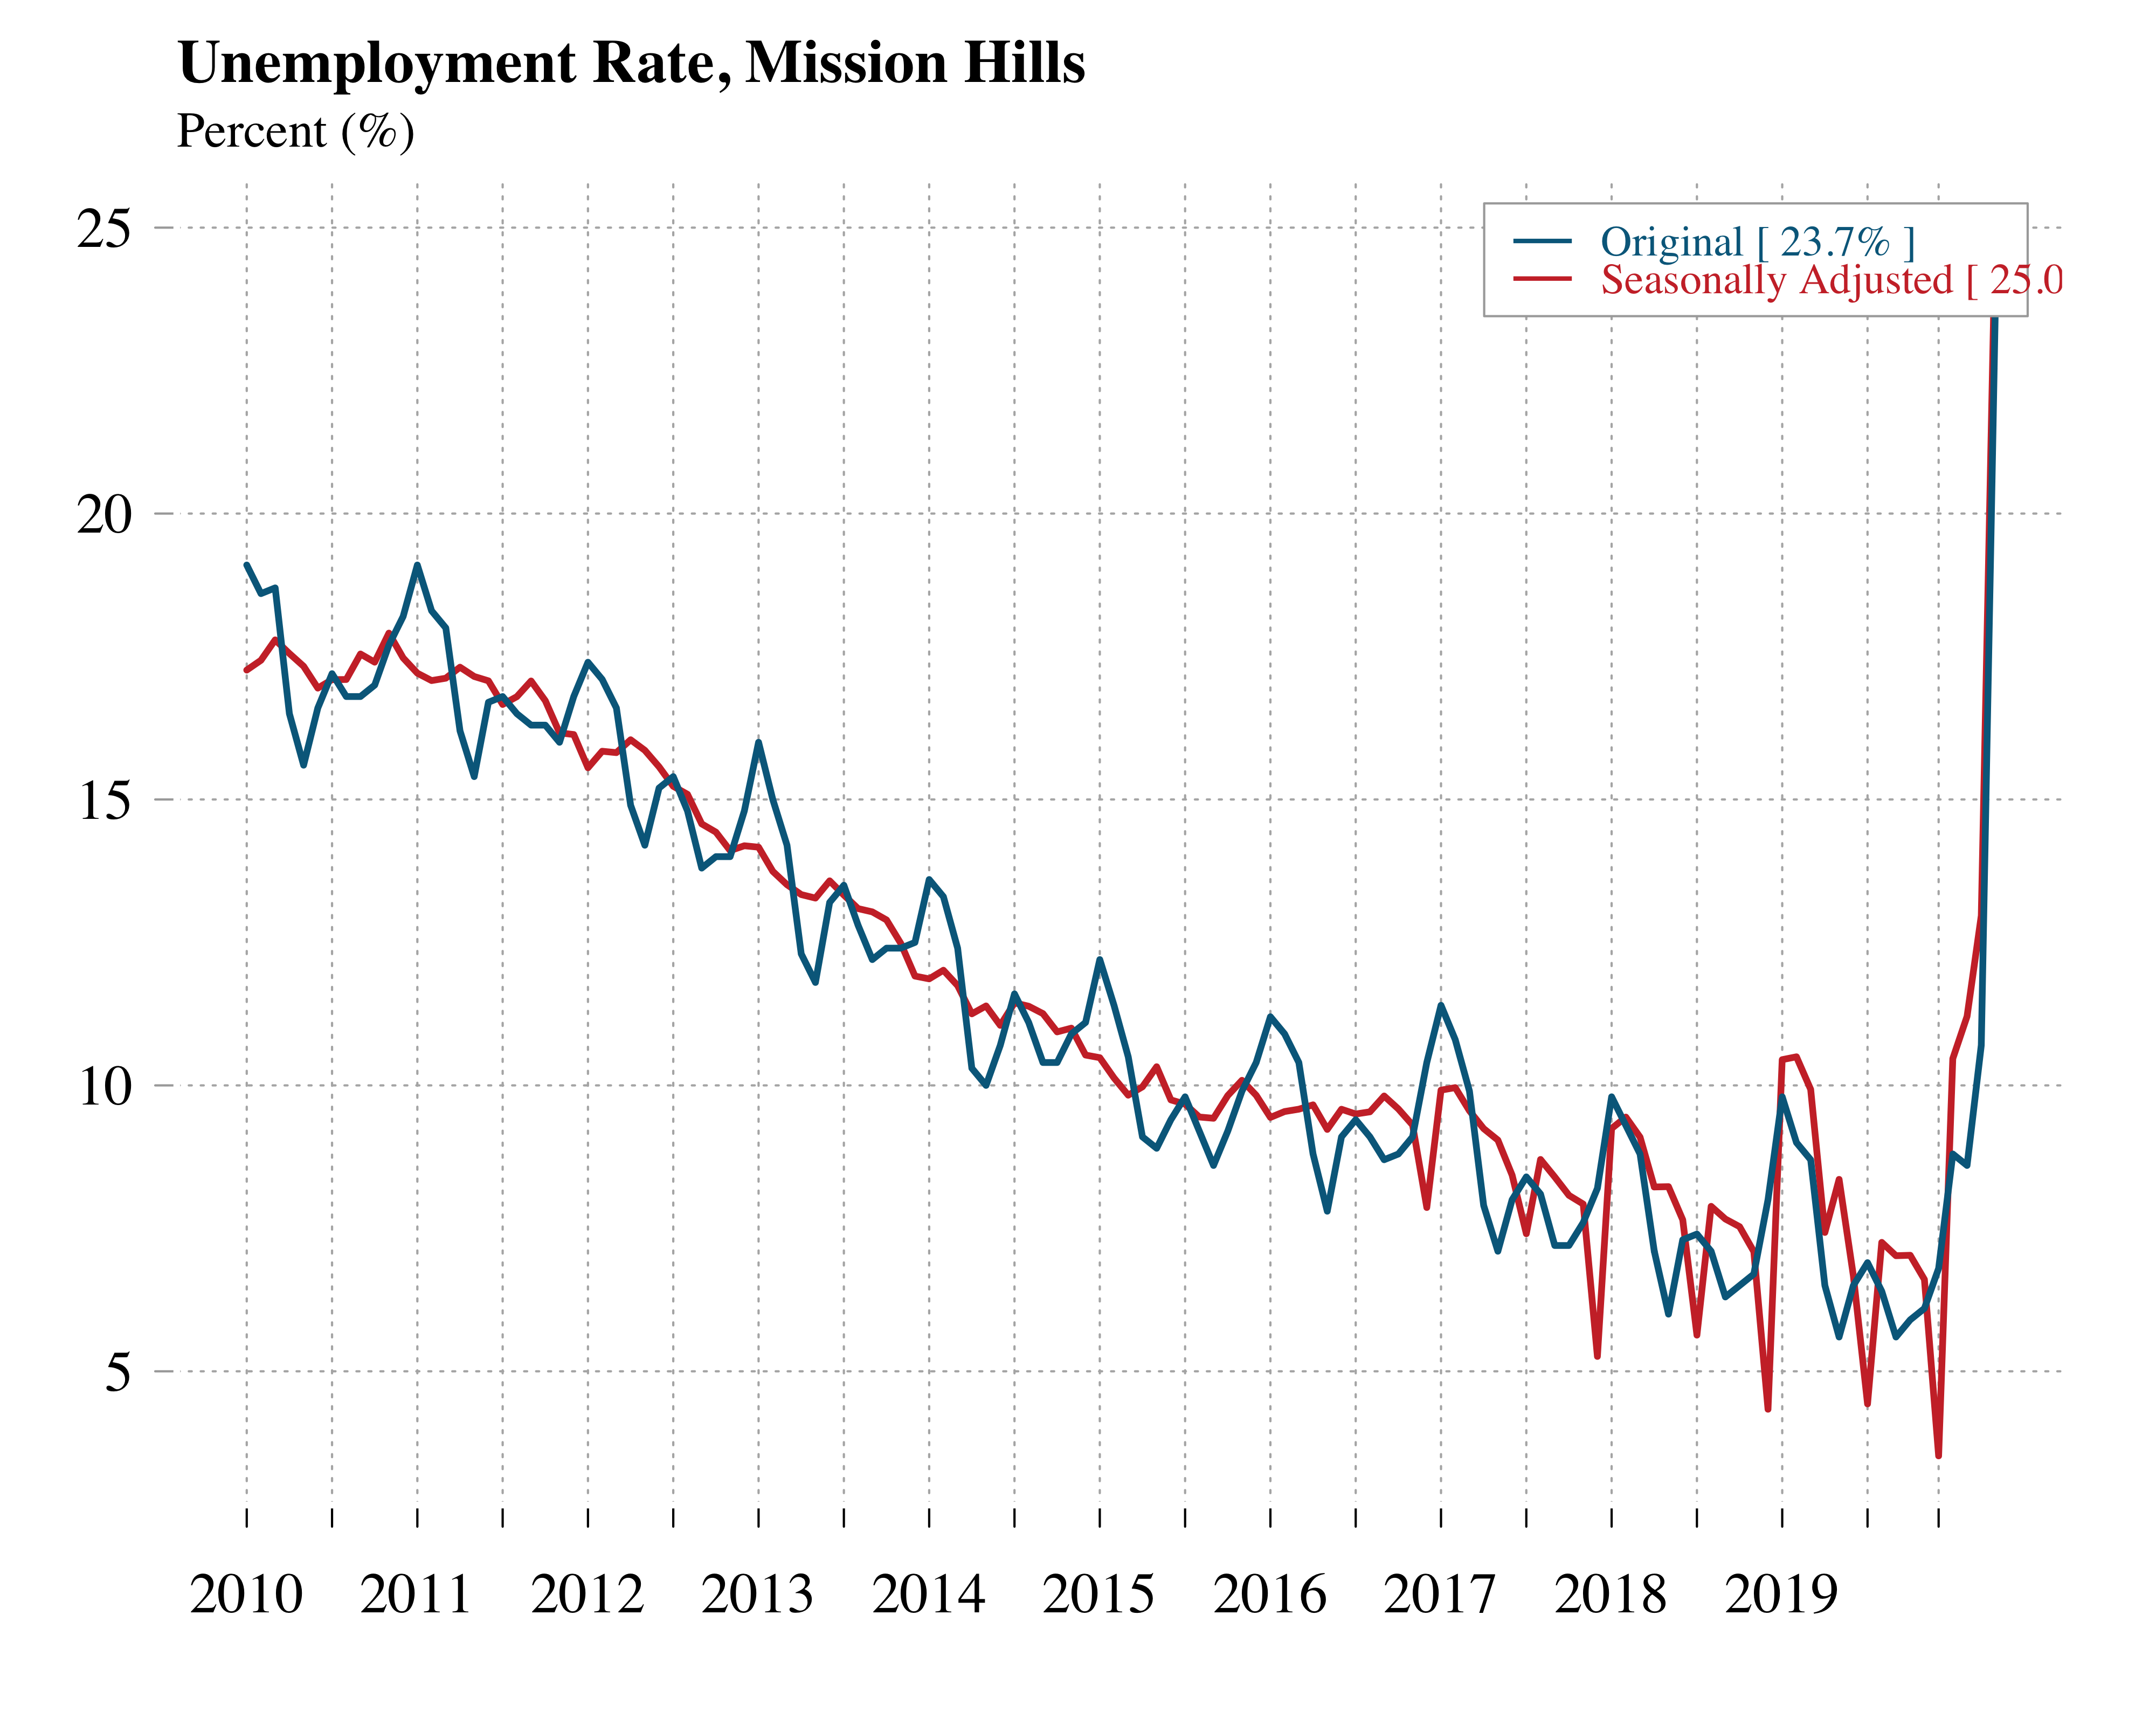 Unemployment Rate, Mission Hills
Percent (%)
25
Original [ 23.7% ]
Seasonally Adjusted [ 25.0
20
15
10
5
2010 2011 2012 2013 2014 2015 2016 2017 2018 2019